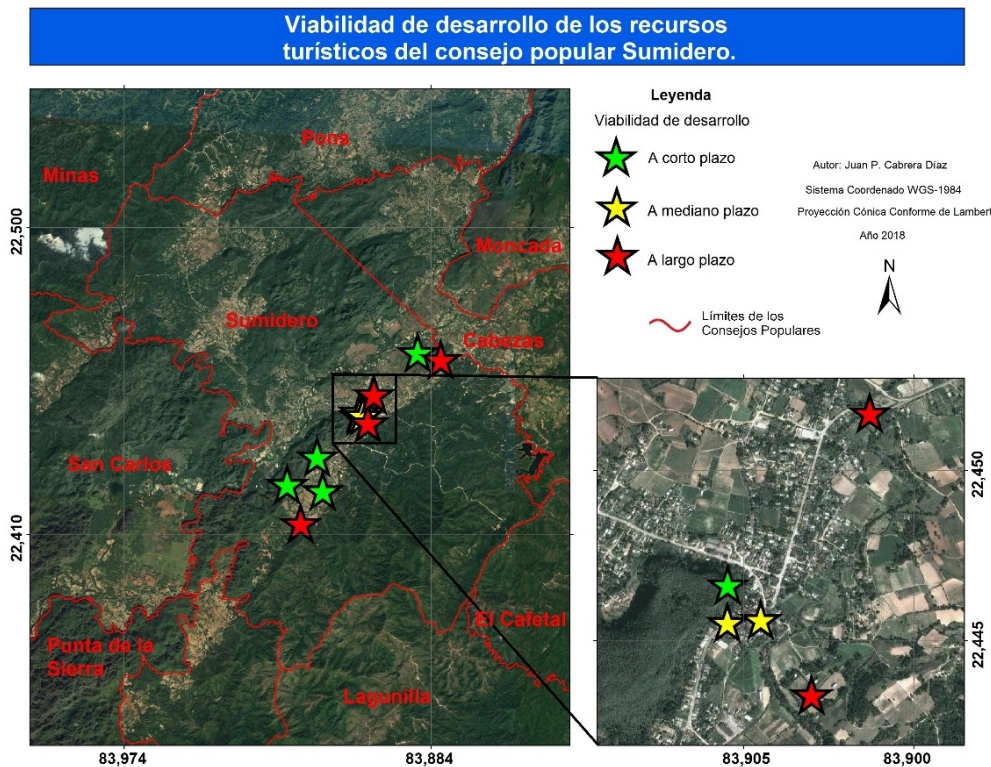 Viabilidad de desarrollo de los recursos
turísticos del consejo popular Sumidero.
Leyenda
Viabilidad de desarrollo
A corto plazo
A mediano plazo
A largo plazo
Límites de los
Consejos Populares
Autor: Juan P. Cabrera Díaz
Sistema Coordenado WGS-1984
Proyección Cónica Conforme de Lambert
Año 2018
N
Pons
Minas
Moncada
Sumidero
Cabezas
San Carlos
El Cafetal
Punta de la
Sierra
Lagunilla
22,500
22,410
83,974
83,884
22,450
22,445
83,905
83,900